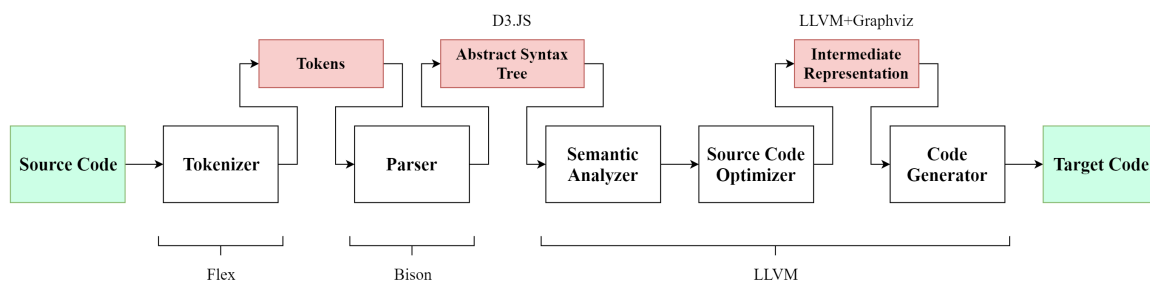 D3.JS
LLVM+Graphviz
Tokens
Abstract Syntax
Tree
Intermediate
Representation
Source Code
Tokenizer
Parser
Semantic
Analyzer
Source Code
Optimizer
Code
Generator
Target Code
Flex
Bison
LLVM